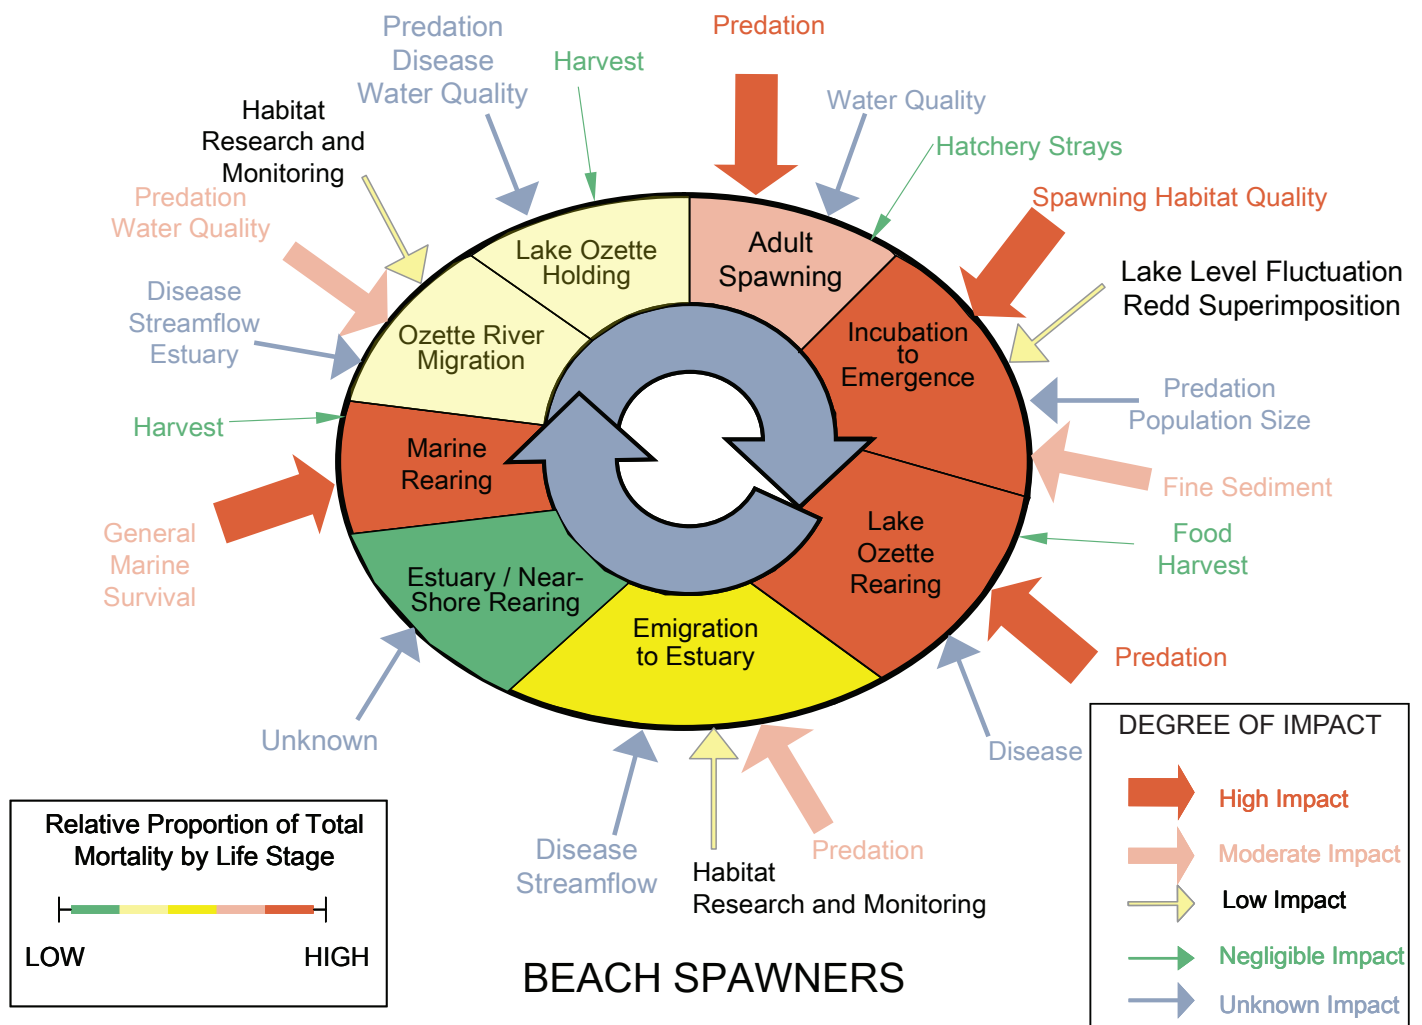 Predation
Disease
Water Quality
Harvest
Predation
Water Quality
Hatchery Strays
Habitat
Research and
Monitoring
Predation
Water Quality
Disease
Streamflow
Estuary
Harvest
General
Marine
Survival
Unknown
Spawning Habitat Quality
Lake Level Fluctuation
Redd Superimposition
Predation
Population Size
Fine Sediment
Food
Harvest
Predation
Disease
Lake Ozette
Holding
Adult
Spawning
Ozette River
Migration
Incubation
to
Emergence
Marine
Rearing
Lake
Ozette
Rearing
Estuary / Near-
Shore Rearing
Emigration
to Estuary
Disease
Streamflow
Habitat
Research and Monitoring
Predation
Relative Proportion of Total
Mortality by Life Stage
LOW
HIGH
BEACH SPAWNERS
DEGREE OF IMPACT
High Impact
Moderate Impact
Low Impact
Negligible Impact
Unknown Impact